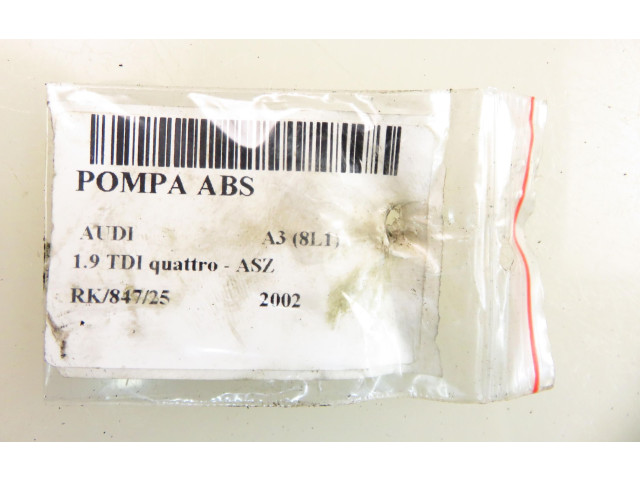 POMPA ABS
AUDI A3 (8L1)
1.9 TDI quattro - ASZ
RK/847/25 2002